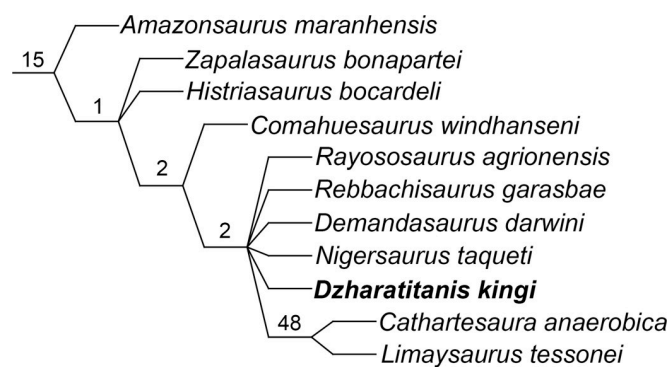 Amazonsaurus maranhensis
15
Zapalasaurus bonapartei
Histriasaurus bocardeli
1
Comahuesaurus windhanseni
Rayososaurus agrionensis
2
Rebbachisaurus garasbae
Demandasaurus darwini
2
Nigersaurus taqueti
Dzharatitanis kingi
Cathartesaura anaerobica
48
Limaysaurus tessonei